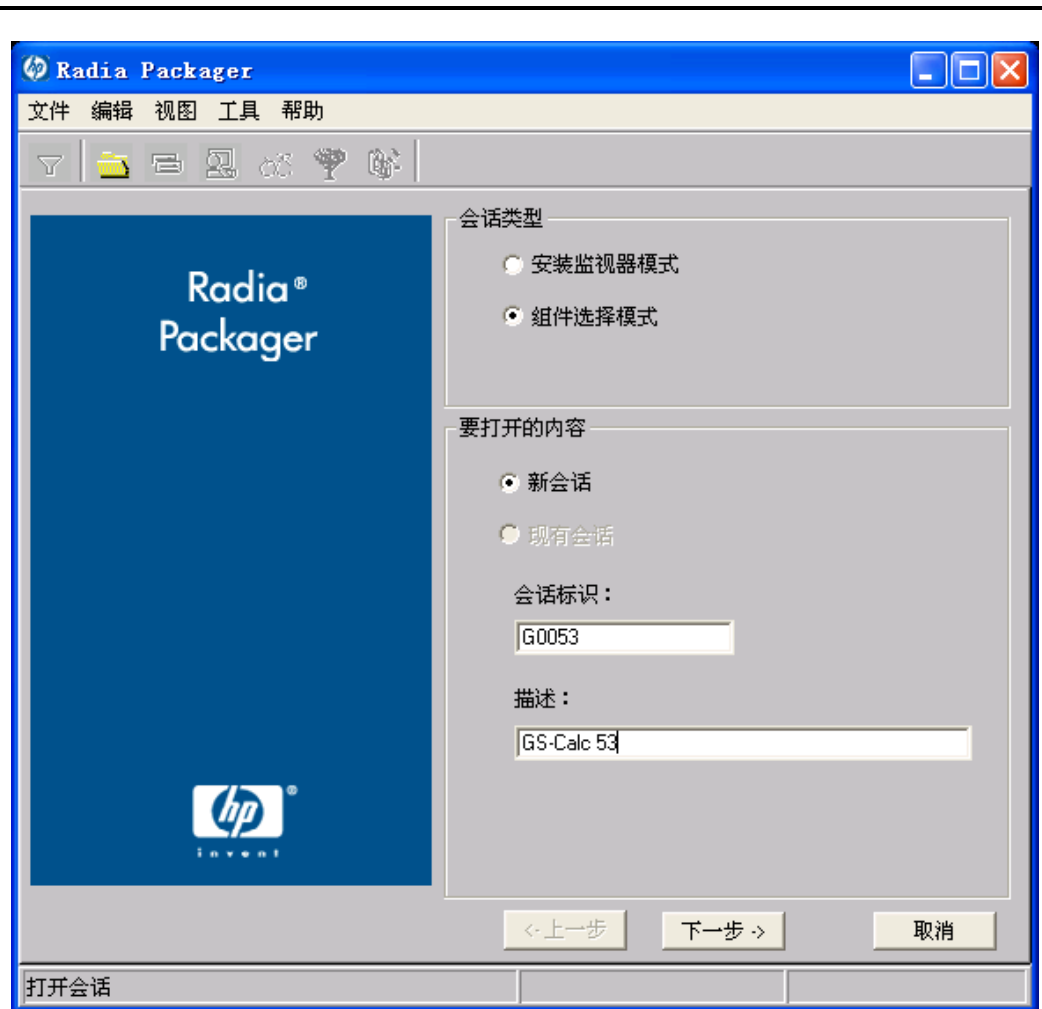 Radia Packager
文件 编辑 视图 工具 帮助
Radia®
Packager
hp®
invent
会话类型
安装监视器模式
组件选择模式
要打开的内容
新会话
现有会话
会话标识：
G0053
描述：
GS-Calc 53
<-上一步 下一步-> 取消
打开会话